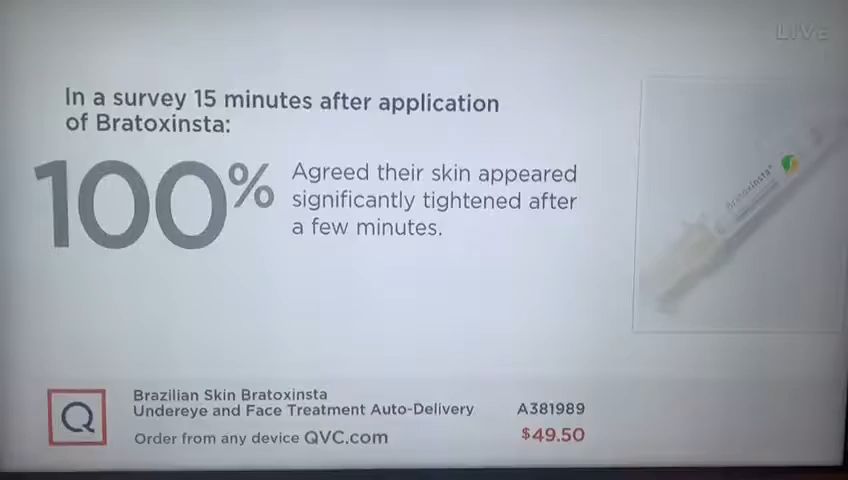 LIVE
In a survey 15 minutes after application
of Bratoxinsta:
100%
Agreed their skin appeared
significantly tightened after
a few minutes.
Bratoxinsta
Q
Brazilian Skin Bratoxinsta
Undereye and Face Treatment Auto-Delivery
A381989
Order from any device QVC.com
$49.50